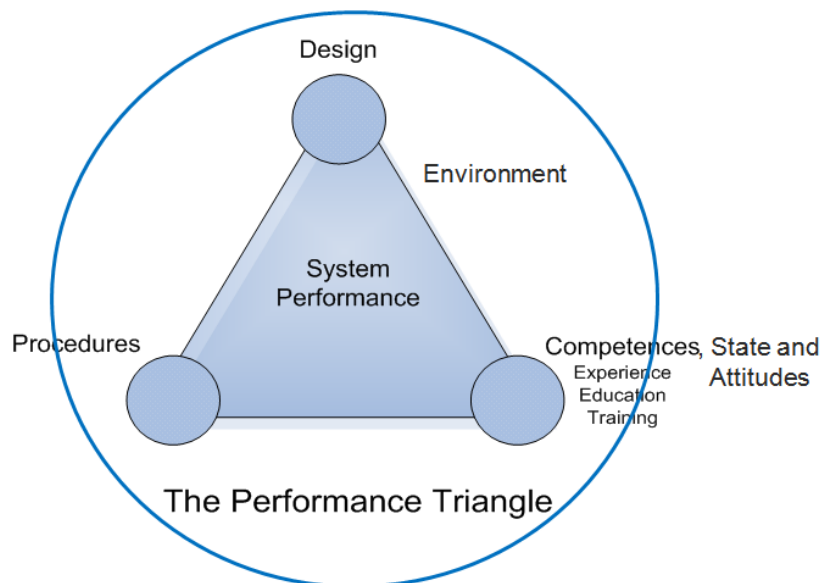 Design
Environment
System
Performance
Procedures
Competences, State and
Attitudes
Experience
Education
Training
The Performance Triangle